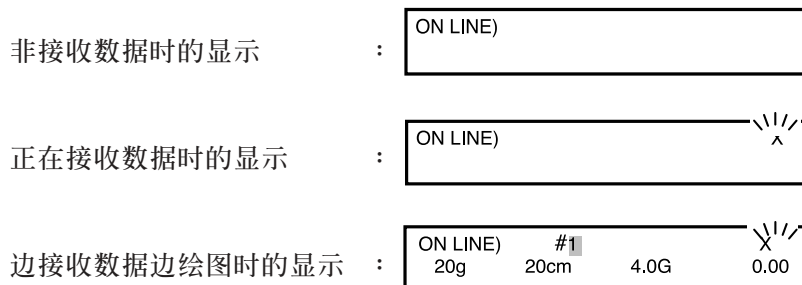 非接收数据时的显示 : ON LINE)
正在接收数据时的显示 : ON LINE)
边接收数据边绘图时的显示 : ON LINE) #1 X
20g 20cm 4.0G 0.00